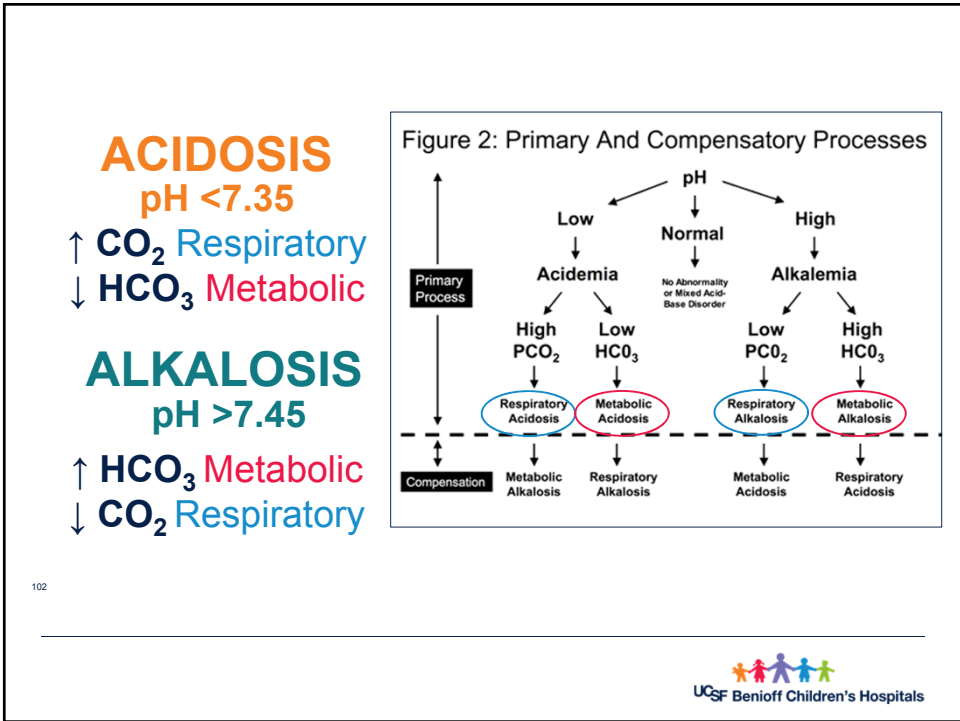 ACIDOSIS
pH <7.35
↑ CO₂ Respiratory
↓ HCO₃ Metabolic
ALKALOSIS
pH >7.45
↑ HCO₃ Metabolic
↓ CO₂ Respiratory
Figure 2: Primary And Compensatory Processes
pH
Low
Normal
High
Acidemia
No Abnormality
or Mixed Acid-
Base Disorder
Alkalemia
Primary
Process
High
PCO₂
Low
HC0₃
Low
PC0₂
High
HC0₃
Respiratory
Acidosis
Metabolic
Acidosis
Respiratory
Alkalosis
Metabolic
Alkalosis
Compensation
Metabolic
Alkalosis
Respiratory
Alkalosis
Metabolic
Acidosis
Respiratory
Acidosis
102
UCSF Benioff Children's Hospitals